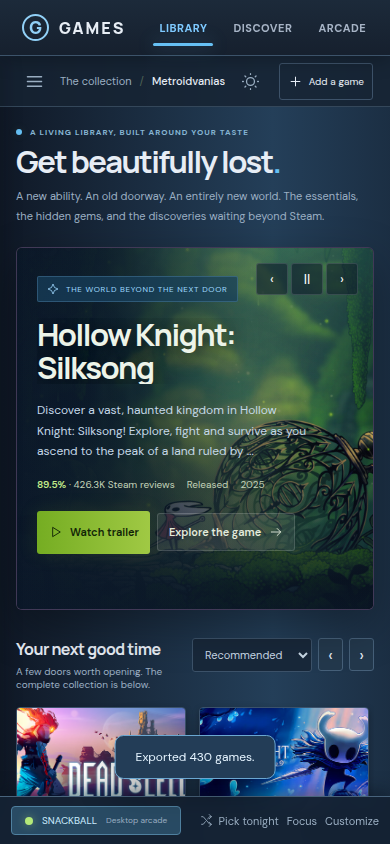 G GAMES LIBRARY DISCOVER ARCADE
The collection / Metroidvanias + Add a game
A LIVING LIBRARY, BUILT AROUND YOUR TASTE
Get beautifully lost.
A new ability. An old doorway. An entirely new world. The essentials,
the hidden gems, and the discoveries waiting beyond Steam.
THE WORLD BEYOND THE NEXT DOOR
‹ II ›
Hollow Knight:
Silksong
Discover a vast, haunted kingdom in Hollow
Knight: Silksong! Explore, fight and survive as you
ascend to the peak of a land ruled by ...
89.5% · 426.3K Steam reviews Released 2025
Watch trailer Explore the game →
Your next good time
Recommended ‹ ›
A few doors worth opening. The
complete collection is below.
DEAD CELLS
Exported 430 games.
SNACKBALL Desktop arcade Pick tonight Focus Customize